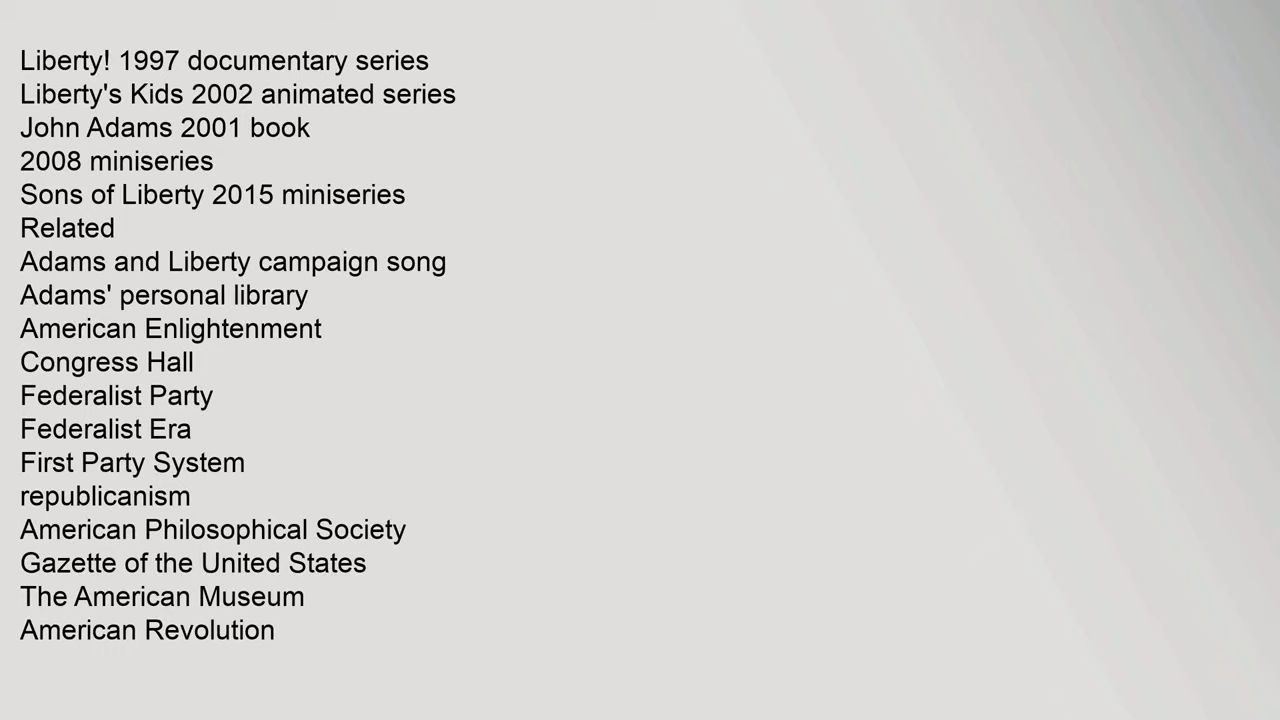 Liberty! 1997 documentary series
Liberty's Kids 2002 animated series
John Adams 2001 book
2008 miniseries
Sons of Liberty 2015 miniseries
Related
Adams and Liberty campaign song
Adams' personal library
American Enlightenment
Congress Hall
Federalist Party
Federalist Era
First Party System
republicanism
American Philosophical Society
Gazette of the United States
The American Museum
American Revolution